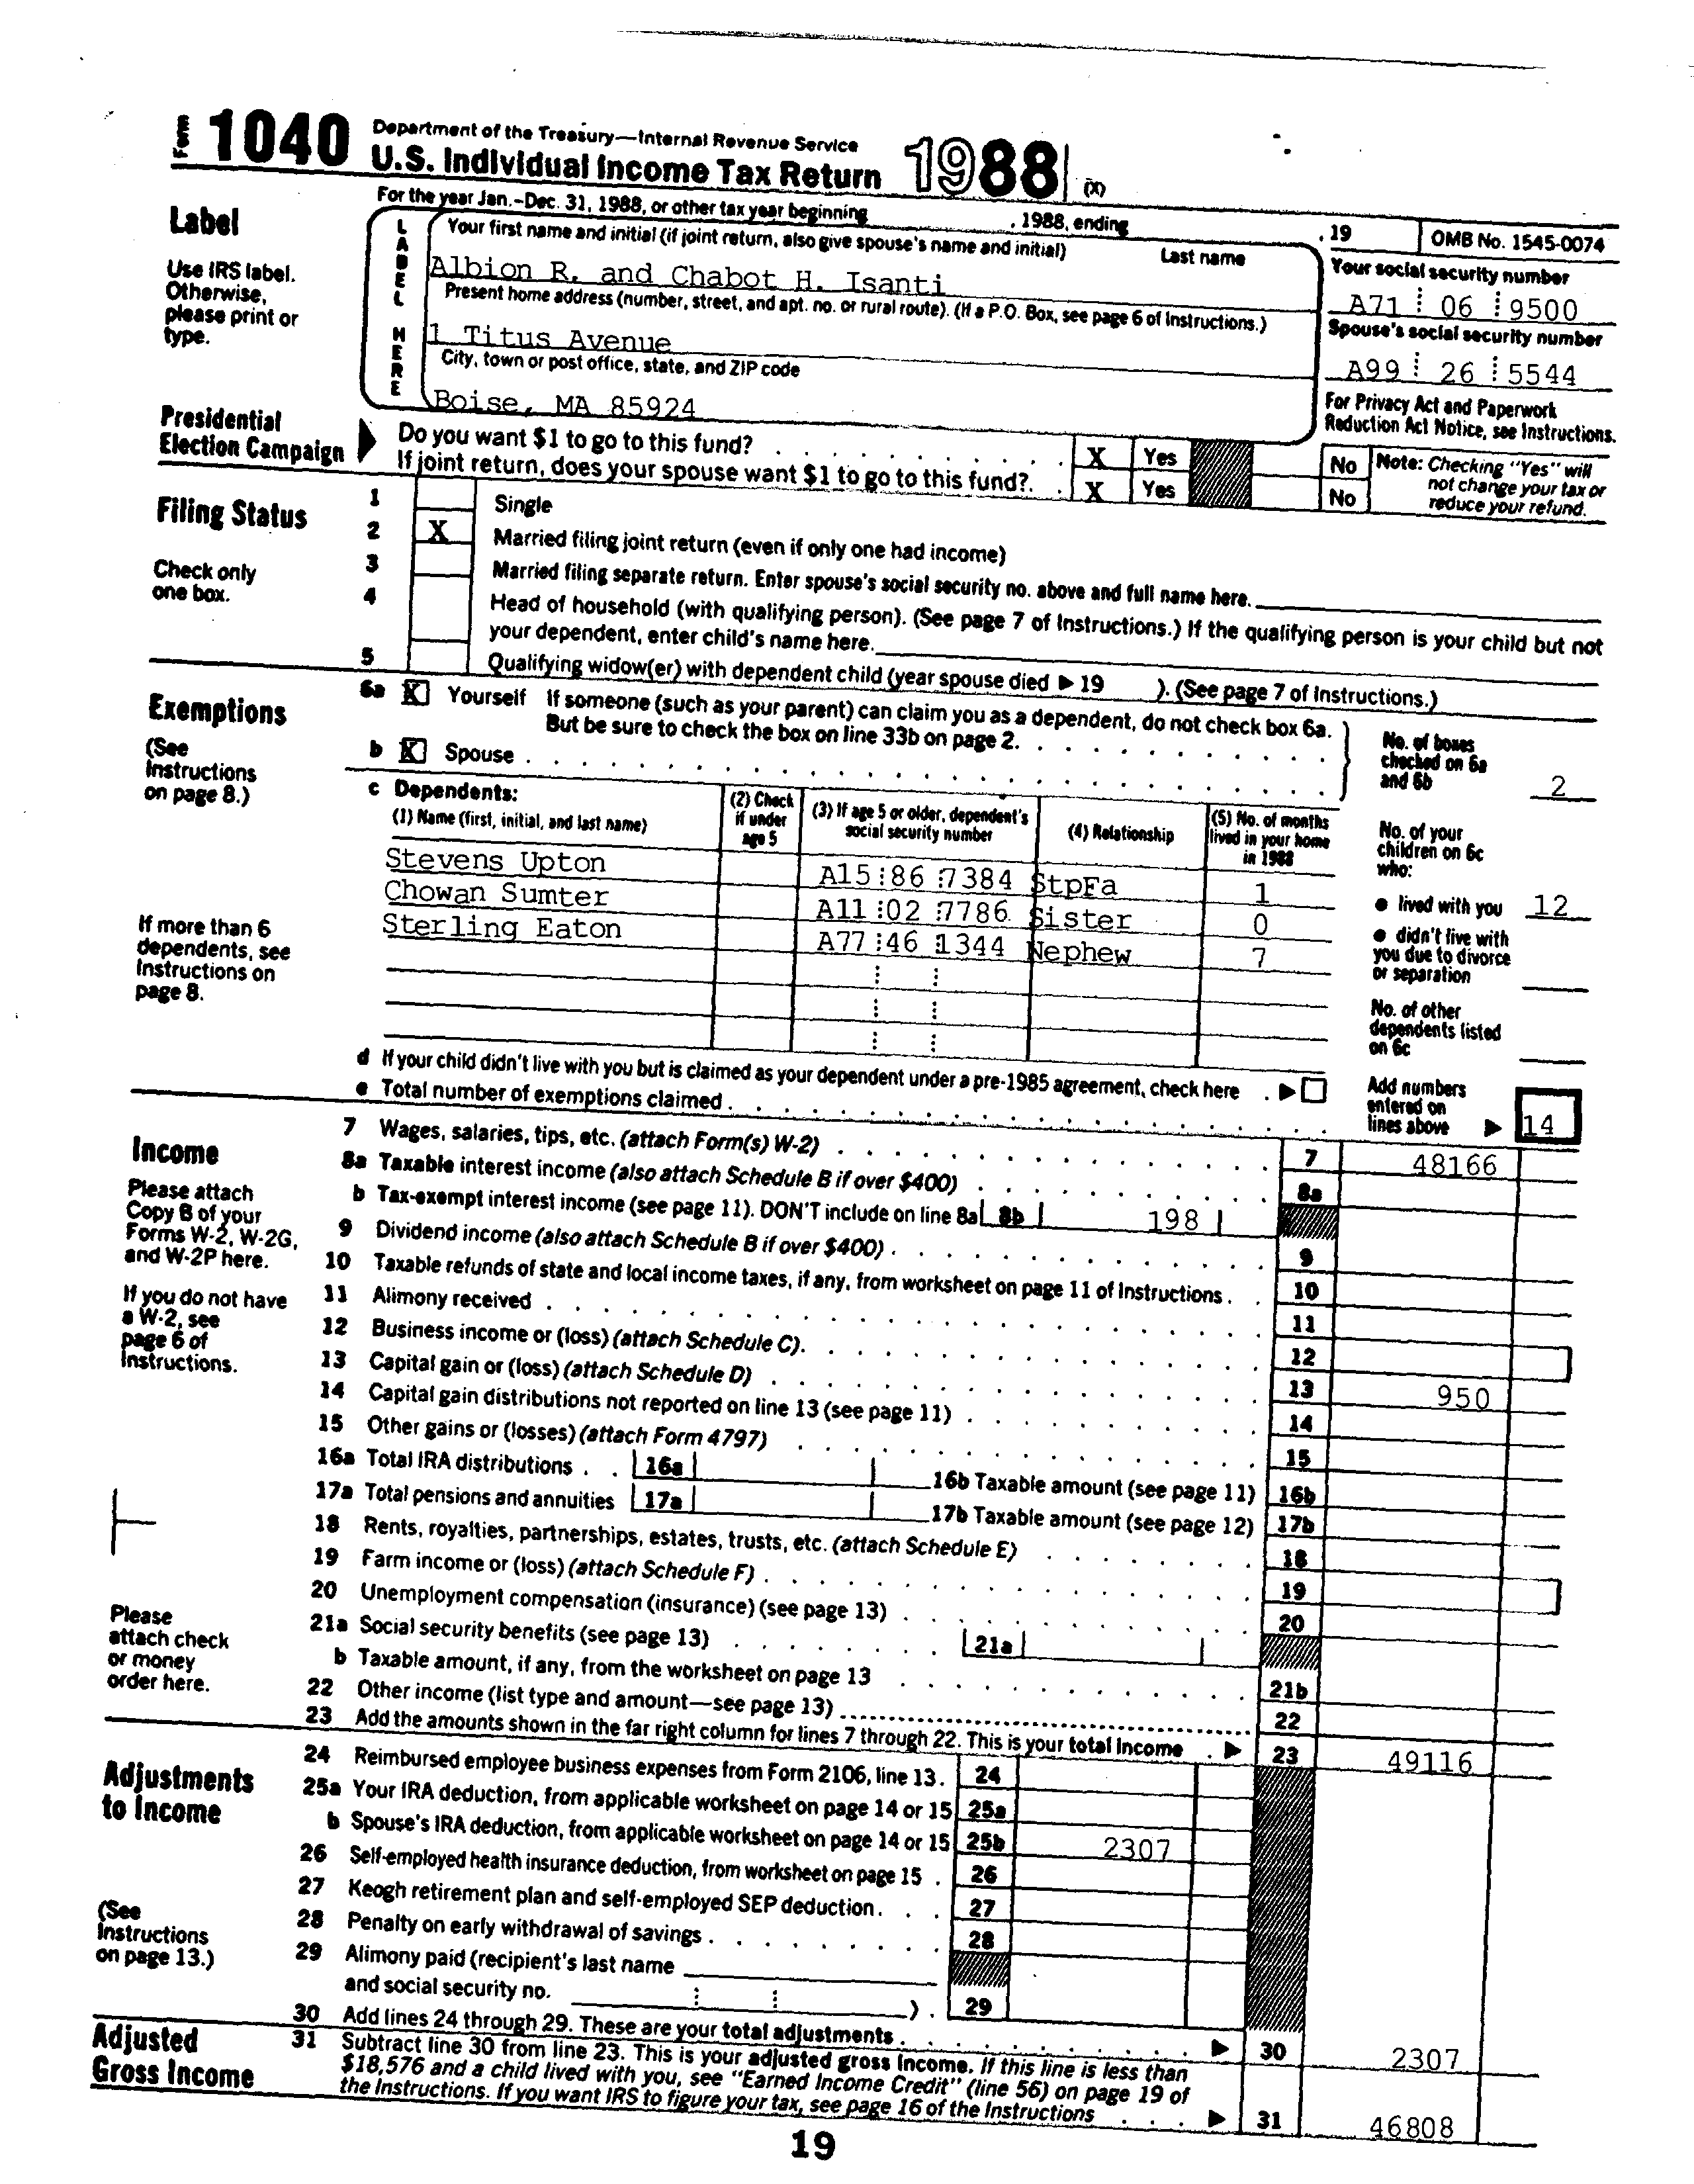 Form 1040 Department of the Treasury—Internal Revenue Service
U.S. Individual Income Tax Return 1988 (X)
For the year Jan.–Dec. 31, 1988, or other tax year beginning , 1988, ending , 19 OMB No. 1545-0074
Label
Use IRS label. Otherwise, please print or type.
LABEL HERE
Your first name and initial (if joint return, also give spouse's name and initial) Last name
Albion R. and Chabot H. Isanti
Your social security number
A71 06 9500
Present home address (number, street, and apt. no. or rural route). (If a P.O. Box, see page 6 of Instructions.)
1 Titus Avenue
Spouse's social security number
A99 26 5544
City, town or post office, state, and ZIP code
Boise, MA 85924
For Privacy Act and Paperwork Reduction Act Notice, see Instructions.
Presidential Election Campaign
Do you want $1 to go to this fund? X Yes No
If joint return, does your spouse want $1 to go to this fund? X Yes No
Note: Checking "Yes" will not change your tax or reduce your refund.
Filing Status
Check only one box.
1 Single
2 X Married filing joint return (even if only one had income)
3 Married filing separate return. Enter spouse's social security no. above and full name here.
4 Head of household (with qualifying person). (See page 7 of Instructions.) If the qualifying person is your child but not
your dependent, enter child's name here.
5 Qualifying widow(er) with dependent child (year spouse died ▶ 19 ). (See page 7 of Instructions.)
Exemptions
(See Instructions on page 8.)
6a X Yourself If someone (such as your parent) can claim you as a dependent, do not check box 6a.
But be sure to check the box on line 33b on page 2.
b X Spouse
No. of boxes checked on 6a and 6b 2
c Dependents:
(1) Name (first, initial, and last name) (2) Check if under age 5 (3) If age 5 or older, dependent's social security number (4) Relationship (5) No. of months lived in your home in 1988
Stevens Upton A15 86 7384 StpFa 1
Chowan Sumter A11 02 7786 Sister 0
Sterling Eaton A77 46 1344 Nephew 7
No. of your children on 6c who:
● lived with you 12
● didn't live with you due to divorce or separation
No. of other dependents listed on 6c
If more than 6 dependents, see Instructions on page 8.
d If your child didn't live with you but is claimed as your dependent under a pre-1985 agreement, check here ▶
e Total number of exemptions claimed
Add numbers entered on lines above ▶ 14
Income
Please attach Copy B of your Forms W-2, W-2G, and W-2P here.
If you do not have a W-2, see page 6 of Instructions.
7 Wages, salaries, tips, etc. (attach Form(s) W-2) 7 48166
8a Taxable interest income (also attach Schedule B if over $400) 8a
b Tax-exempt interest income (see page 11). DON'T include on line 8a 8b 198
9 Dividend income (also attach Schedule B if over $400) 9
10 Taxable refunds of state and local income taxes, if any, from worksheet on page 11 of Instructions 10
11 Alimony received 11
12 Business income or (loss) (attach Schedule C) 12
13 Capital gain or (loss) (attach Schedule D) 13 950
14 Capital gain distributions not reported on line 13 (see page 11) 14
15 Other gains or (losses) (attach Form 4797) 15
16a Total IRA distributions 16a 16b Taxable amount (see page 11) 16b
17a Total pensions and annuities 17a 17b Taxable amount (see page 12) 17b
18 Rents, royalties, partnerships, estates, trusts, etc. (attach Schedule E) 18
19 Farm income or (loss) (attach Schedule F) 19
20 Unemployment compensation (insurance) (see page 13) 20
21a Social security benefits (see page 13) 21a
b Taxable amount, if any, from the worksheet on page 13 21b
22 Other income (list type and amount—see page 13) 22
23 Add the amounts shown in the far right column for lines 7 through 22. This is your total income ▶ 23 49116
Please attach check or money order here.
Adjustments to Income
(See Instructions on page 13.)
24 Reimbursed employee business expenses from Form 2106, line 13. 24
25a Your IRA deduction, from applicable worksheet on page 14 or 15 25a
b Spouse's IRA deduction, from applicable worksheet on page 14 or 15 25b 2307
26 Self-employed health insurance deduction, from worksheet on page 15 26
27 Keogh retirement plan and self-employed SEP deduction 27
28 Penalty on early withdrawal of savings 28
29 Alimony paid (recipient's last name
and social security no. ) 29
30 Add lines 24 through 29. These are your total adjustments ▶ 30 2307
Adjusted Gross Income
31 Subtract line 30 from line 23. This is your adjusted gross income. If this line is less than
$18,576 and a child lived with you, see "Earned Income Credit" (line 56) on page 19 of
the Instructions. If you want IRS to figure your tax, see page 16 of the Instructions ▶ 31 46808
19